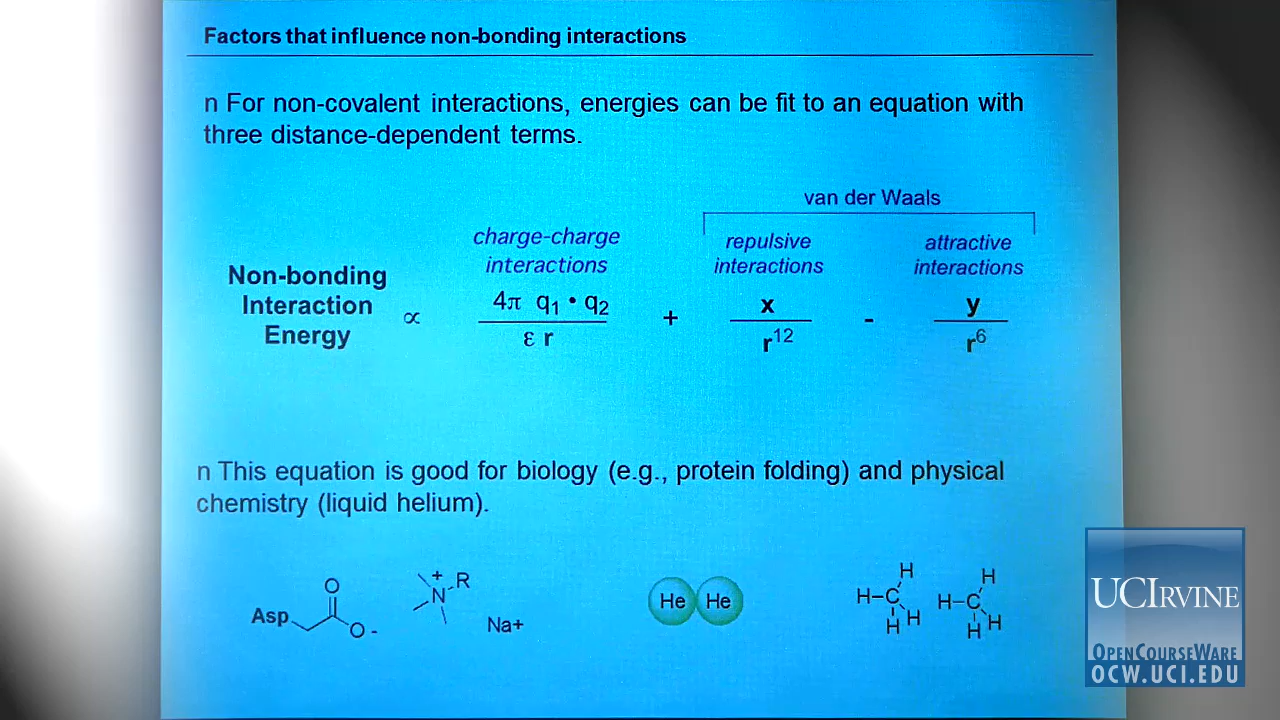 Factors that influence non-bonding interactions
n For non-covalent interactions, energies can be fit to an equation with
three distance-dependent terms.
van der Waals
charge-charge
interactions
repulsive
interactions
attractive
interactions
Non-bonding
Interaction
Energy
∝
4π q₁ • q₂
ε r
+
x
r¹²
-
y
r⁶
n This equation is good for biology (e.g., protein folding) and physical
chemistry (liquid helium).
Asp
O
O -
+
N
R
Na+
He He
H
H-C
H
H
H
H-C
H
H
UCIRVINE
OPENCOURSEWARE
OCW.UCI.EDU